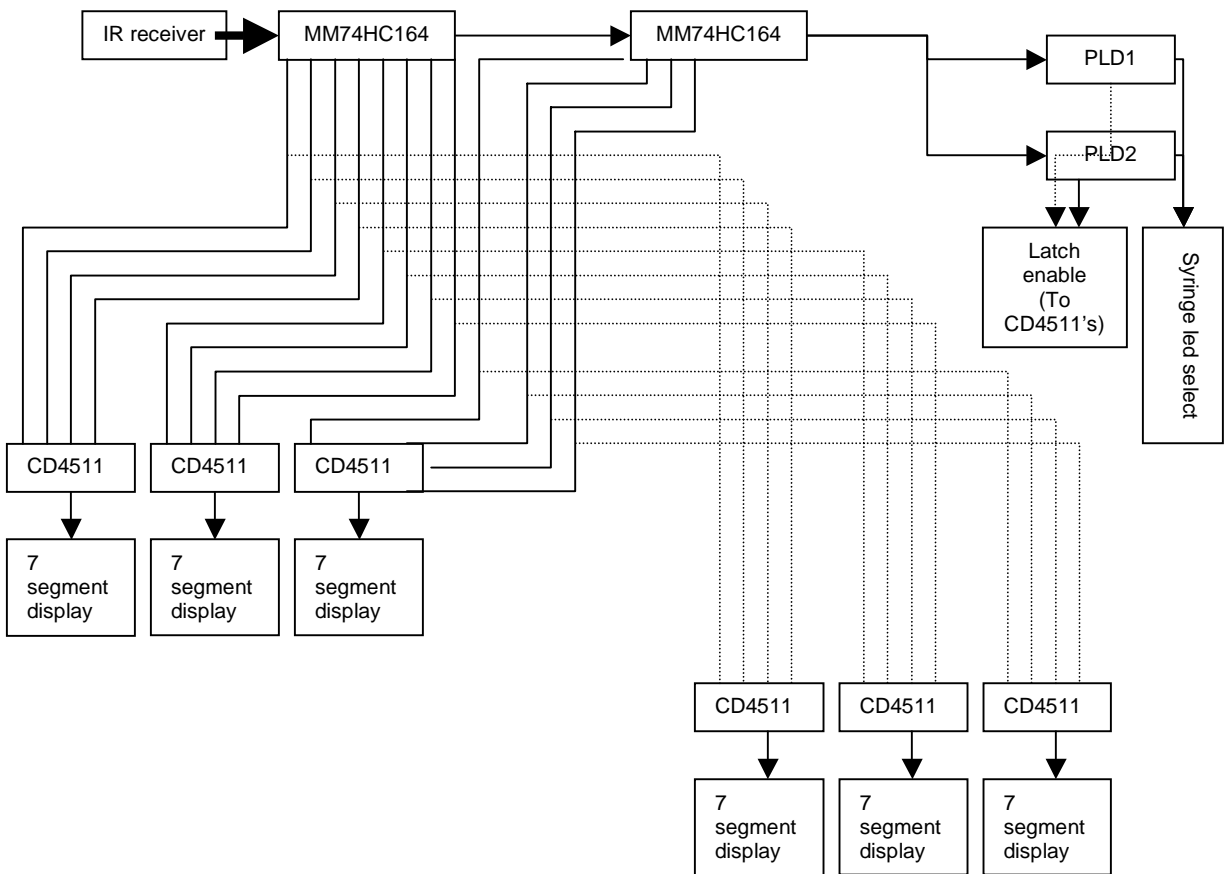 IR receiver
MM74HC164
MM74HC164
PLD1
PLD2
Latch
enable
(To
CD4511's)
Syringe led select
CD4511
CD4511
CD4511
7
segment
display
7
segment
display
7
segment
display
CD4511
CD4511
CD4511
7
segment
display
7
segment
display
7
segment
display